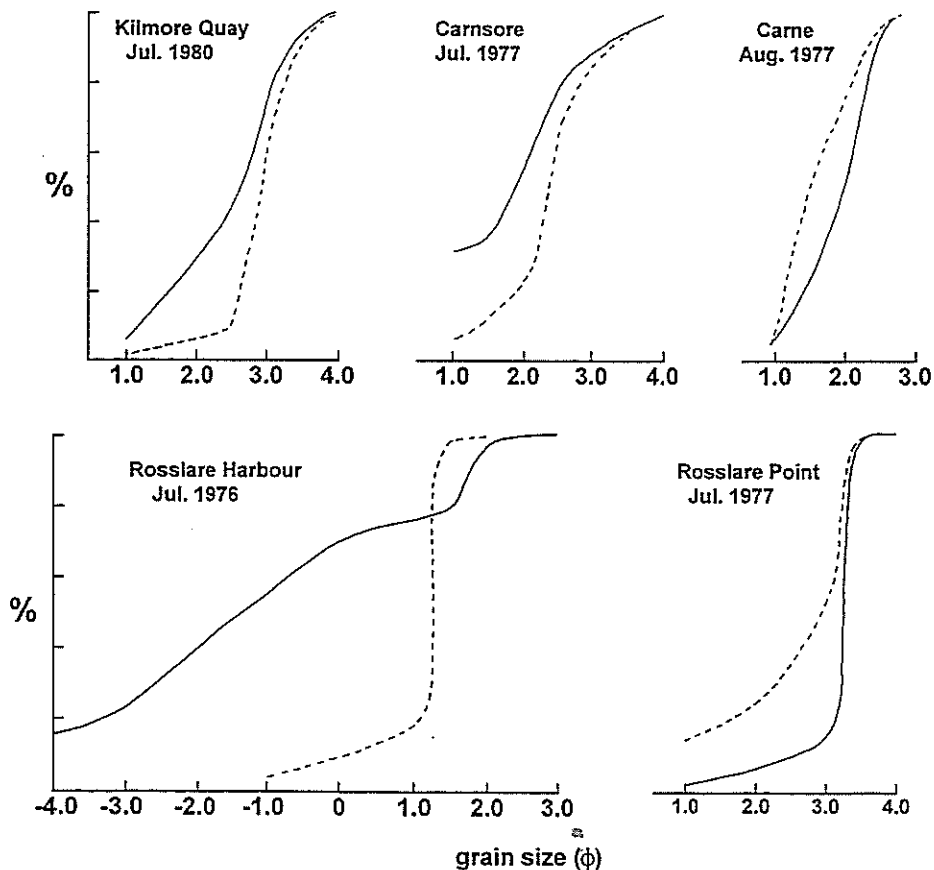 Kilmore Quay
Jul. 1980
Carnsore
Jul. 1977
Carne
Aug. 1977
%
1.0 2.0 3.0 4.0
1.0 2.0 4.0
1.0 2.0 3.0
Rosslare Harbour
Jul. 1976
Rosslare Point
Jul. 1977
%
-4.0 -3.0 -2.0 -1.0 0 1.0 2.0 3.0
1.0 2.0 3.0 4.0
grain size (ϕ)